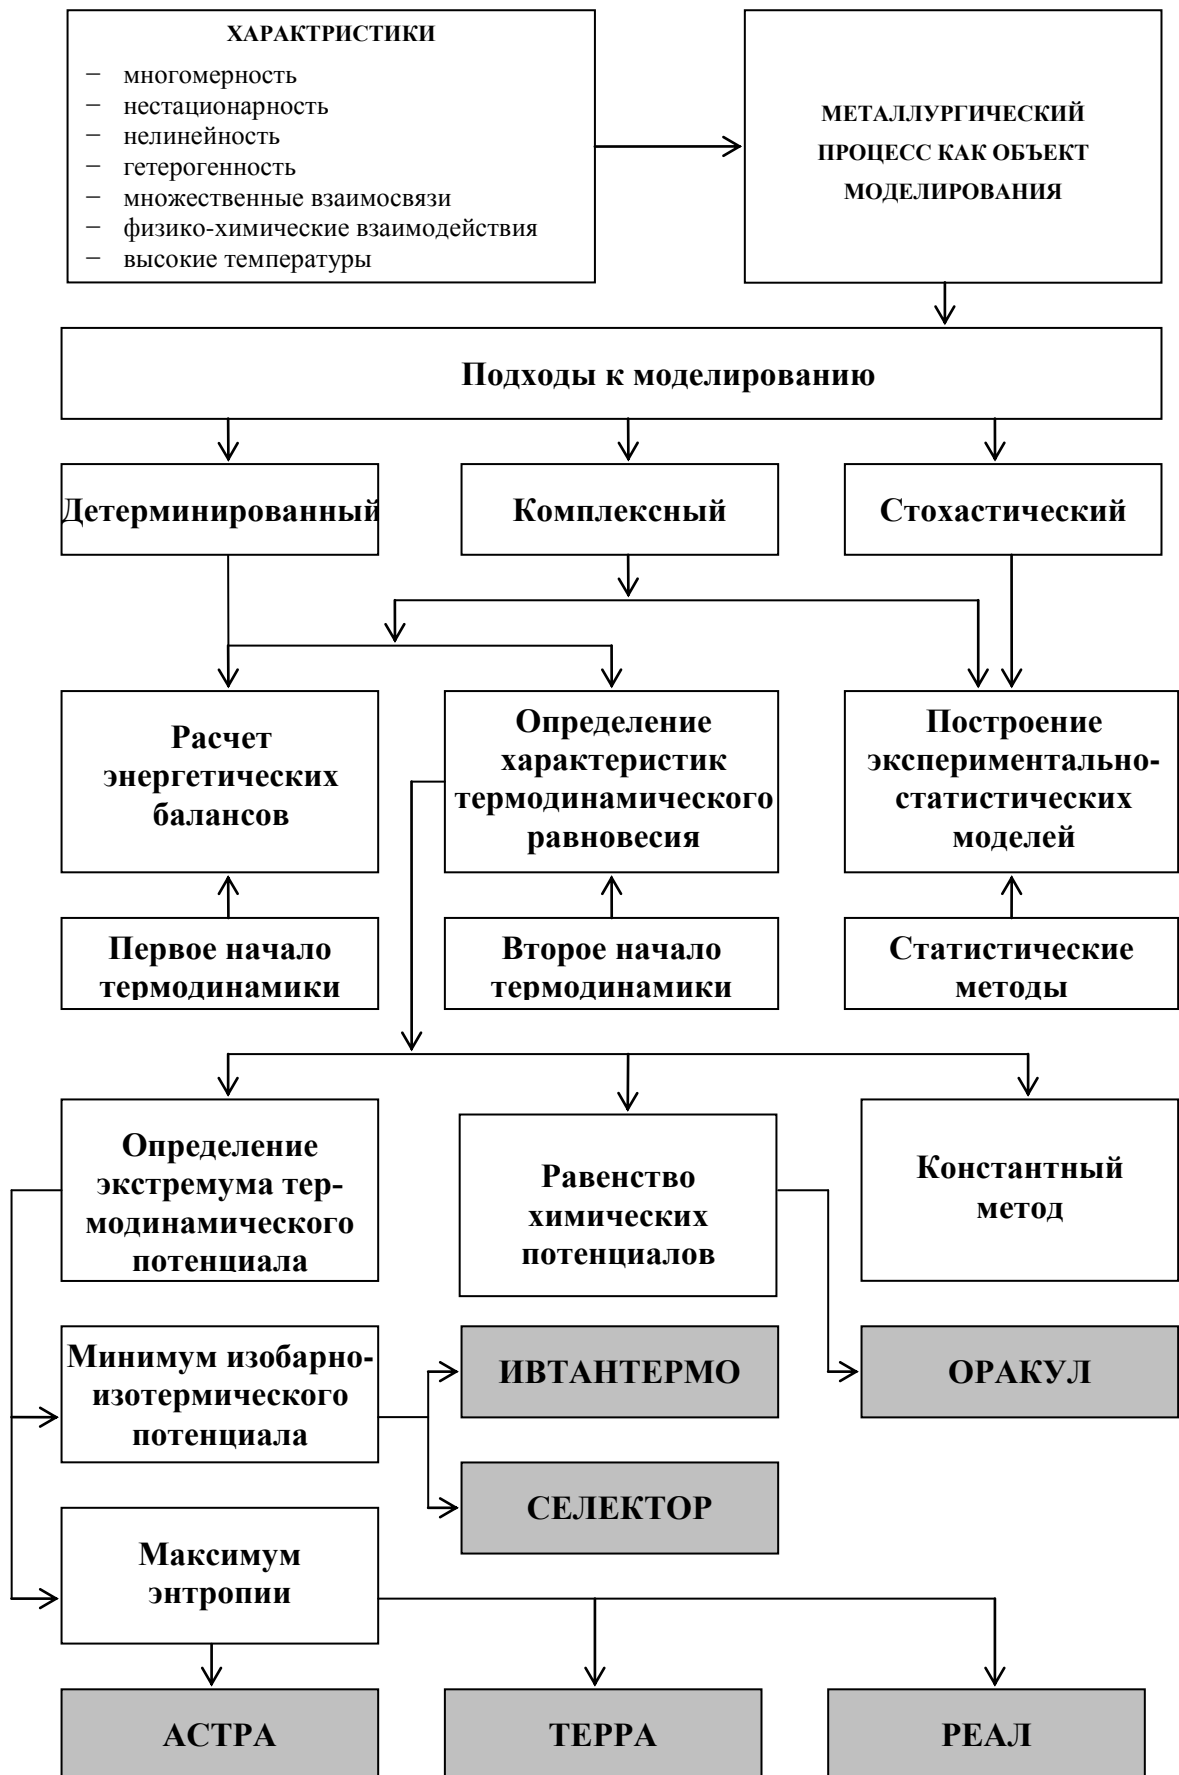 ХАРАКТРИСТИКИ
− многомерность
− нестационарность
− нелинейность
− гетерогенность
− множественные взаимосвязи
− физико-химические взаимодействия
− высокие температуры
МЕТАЛЛУРГИЧЕСКИЙ
ПРОЦЕСС КАК ОБЪЕКТ
МОДЕЛИРОВАНИЯ
Подходы к моделированию
Детерминированный
Комплексный
Стохастический
Расчет
энергетических
балансов
Определение
характеристик
термодинамического
равновесия
Построение
экспериментально-
статистических
моделей
Первое начало
термодинамики
Второе начало
термодинамики
Статистические
методы
Определение
экстремума тер-
модинамического
потенциала
Равенство
химических
потенциалов
Константный
метод
Минимум изобарно-
изотермического
потенциала
ИВТАНТЕРМО
ОРАКУЛ
СЕЛЕКТОР
Максимум
энтропии
АСТРА
ТЕРРА
РЕАЛ